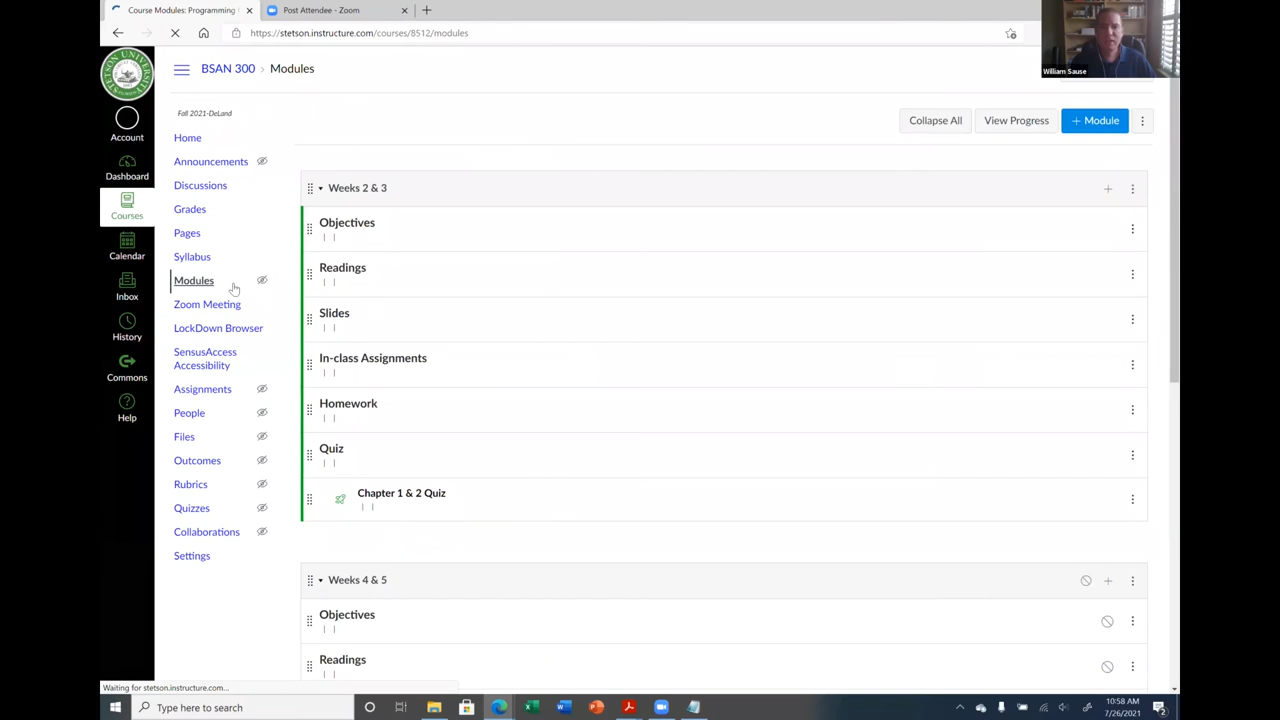 Course Modules: Programming
Post Attendee - Zoom
https://stetson.instructure.com/courses/8512/modules
William Sause
BSAN 300 › Modules
Fall 2021-DeLand
Account
Dashboard
Courses
Calendar
Inbox
History
Commons
Help
Home
Announcements
Discussions
Grades
Pages
Syllabus
Modules
Zoom Meeting
LockDown Browser
SensusAccess
Accessibility
Assignments
People
Files
Outcomes
Rubrics
Quizzes
Collaborations
Settings
Collapse All
View Progress
+ Module
Weeks 2 & 3
Objectives
Readings
Slides
In-class Assignments
Homework
Quiz
Chapter 1 & 2 Quiz
Weeks 4 & 5
Objectives
Readings
Waiting for stetson.instructure.com...
Type here to search
10:58 AM
7/26/2021
2